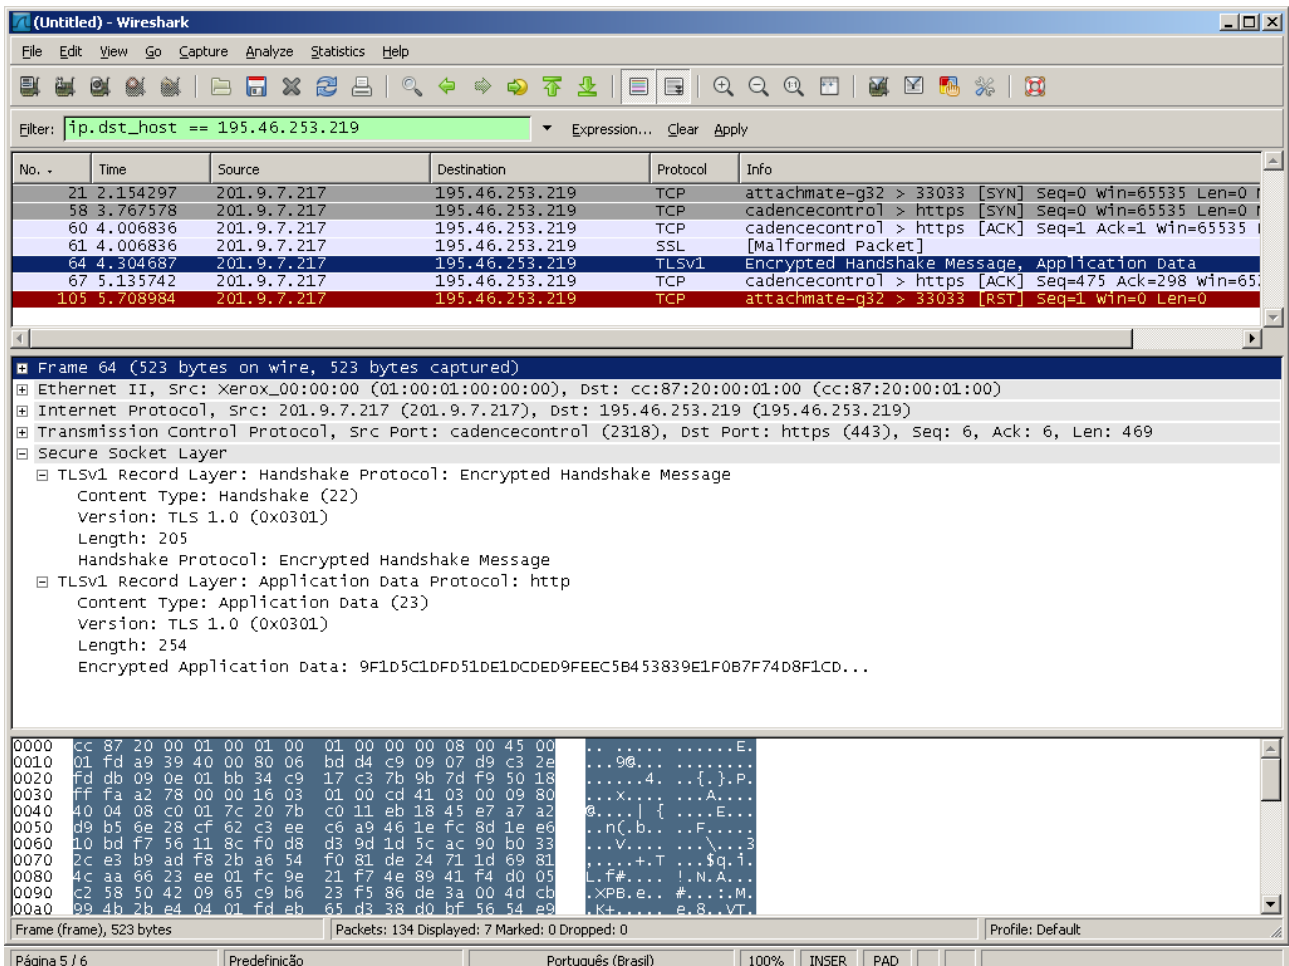 (Untitled) - Wireshark
File Edit View Go Capture Analyze Statistics Help
Filter: ip.dst_host == 195.46.253.219 Expression... Clear Apply
No. Time Source Destination Protocol Info
21 2.154297 201.9.7.217 195.46.253.219 TCP attachmate-g32 > 33033 [SYN] Seq=0 Win=65535 Len=0
58 3.767578 201.9.7.217 195.46.253.219 TCP cadencecontrol > https [SYN] Seq=0 Win=65535 Len=0
60 4.006836 201.9.7.217 195.46.253.219 TCP cadencecontrol > https [ACK] Seq=1 Ack=1 Win=65535
61 4.006836 201.9.7.217 195.46.253.219 SSL [Malformed Packet]
64 4.304687 201.9.7.217 195.46.253.219 TLSv1 Encrypted Handshake Message, Application Data
67 5.135742 201.9.7.217 195.46.253.219 TCP cadencecontrol > https [ACK] Seq=475 Ack=298 Win=65
105 5.708984 201.9.7.217 195.46.253.219 TCP attachmate-g32 > 33033 [RST] Seq=1 Win=0 Len=0
Frame 64 (523 bytes on wire, 523 bytes captured)
Ethernet II, Src: Xerox_00:00:00 (01:00:01:00:00:00), Dst: cc:87:20:00:01:00 (cc:87:20:00:01:00)
Internet Protocol, Src: 201.9.7.217 (201.9.7.217), Dst: 195.46.253.219 (195.46.253.219)
Transmission Control Protocol, Src Port: cadencecontrol (2318), Dst Port: https (443), Seq: 6, Ack: 6, Len: 469
Secure Socket Layer
TLSv1 Record Layer: Handshake Protocol: Encrypted Handshake Message
Content Type: Handshake (22)
Version: TLS 1.0 (0x0301)
Length: 205
Handshake Protocol: Encrypted Handshake Message
TLSv1 Record Layer: Application Data Protocol: http
Content Type: Application Data (23)
Version: TLS 1.0 (0x0301)
Length: 254
Encrypted Application Data: 9F1D5C1DFD51DE1DCDED9FEEC5B453839E1F0B7F74D8F1CD...
0000 cc 87 20 00 01 00 01 00 01 00 00 00 08 00 45 00 .. ..... ......E.
0010 01 fd a9 39 40 00 80 06 bd d4 c9 09 07 d9 c3 2e ...9@... ........
0020 fd db 09 0e 01 bb 34 c9 17 c3 7b 9b 7d f9 50 18 ......4. ..{.}.P.
0030 ff fa a2 78 00 00 16 03 01 00 cd 41 03 00 09 80 ...x.... ...A....
0040 40 04 08 c0 01 7c 20 7b c0 11 eb 18 45 e7 a7 a2 @....| { ....E...
0050 d9 b5 6e 28 cf 62 c3 ee c6 a9 46 1e fc 8d 1e e6 ..n(.b.. ..F.....
0060 10 bd f7 56 11 8c f0 d8 d3 9d 1d 5c ac 90 b0 33 ...V.... ...\...3
0070 2c e3 b9 ad f8 2b a6 54 f0 81 de 24 71 1d 69 81 ,....+.T ...$q.i.
0080 4c aa 66 23 ee 01 fc 9e 21 f7 4e 89 41 f4 d0 05 L.f#.... !.N.A...
0090 c2 58 50 42 09 65 c9 b6 23 f5 86 de 3a 00 4d cb .XPB.e.. #...:.M.
00a0 99 4b 2b e4 04 01 fd eb 65 d3 38 d0 bf 56 54 e9 .K+..... e.8..VT.
Frame (frame), 523 bytes Packets: 134 Displayed: 7 Marked: 0 Dropped: 0 Profile: Default
Página 5 / 6 Predefinição Português (Brasil) 100% INSER PAD